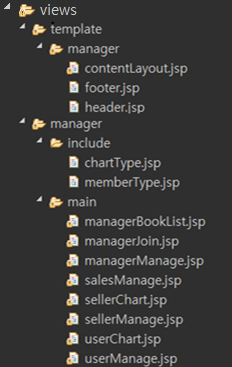 views
template
manager
contentLayout.jsp
footer.jsp
header.jsp
manager
include
chartType.jsp
memberType.jsp
main
managerBookList.jsp
managerJoin.jsp
managerManage.jsp
salesManage.jsp
sellerChart.jsp
sellerManage.jsp
userChart.jsp
userManage.jsp